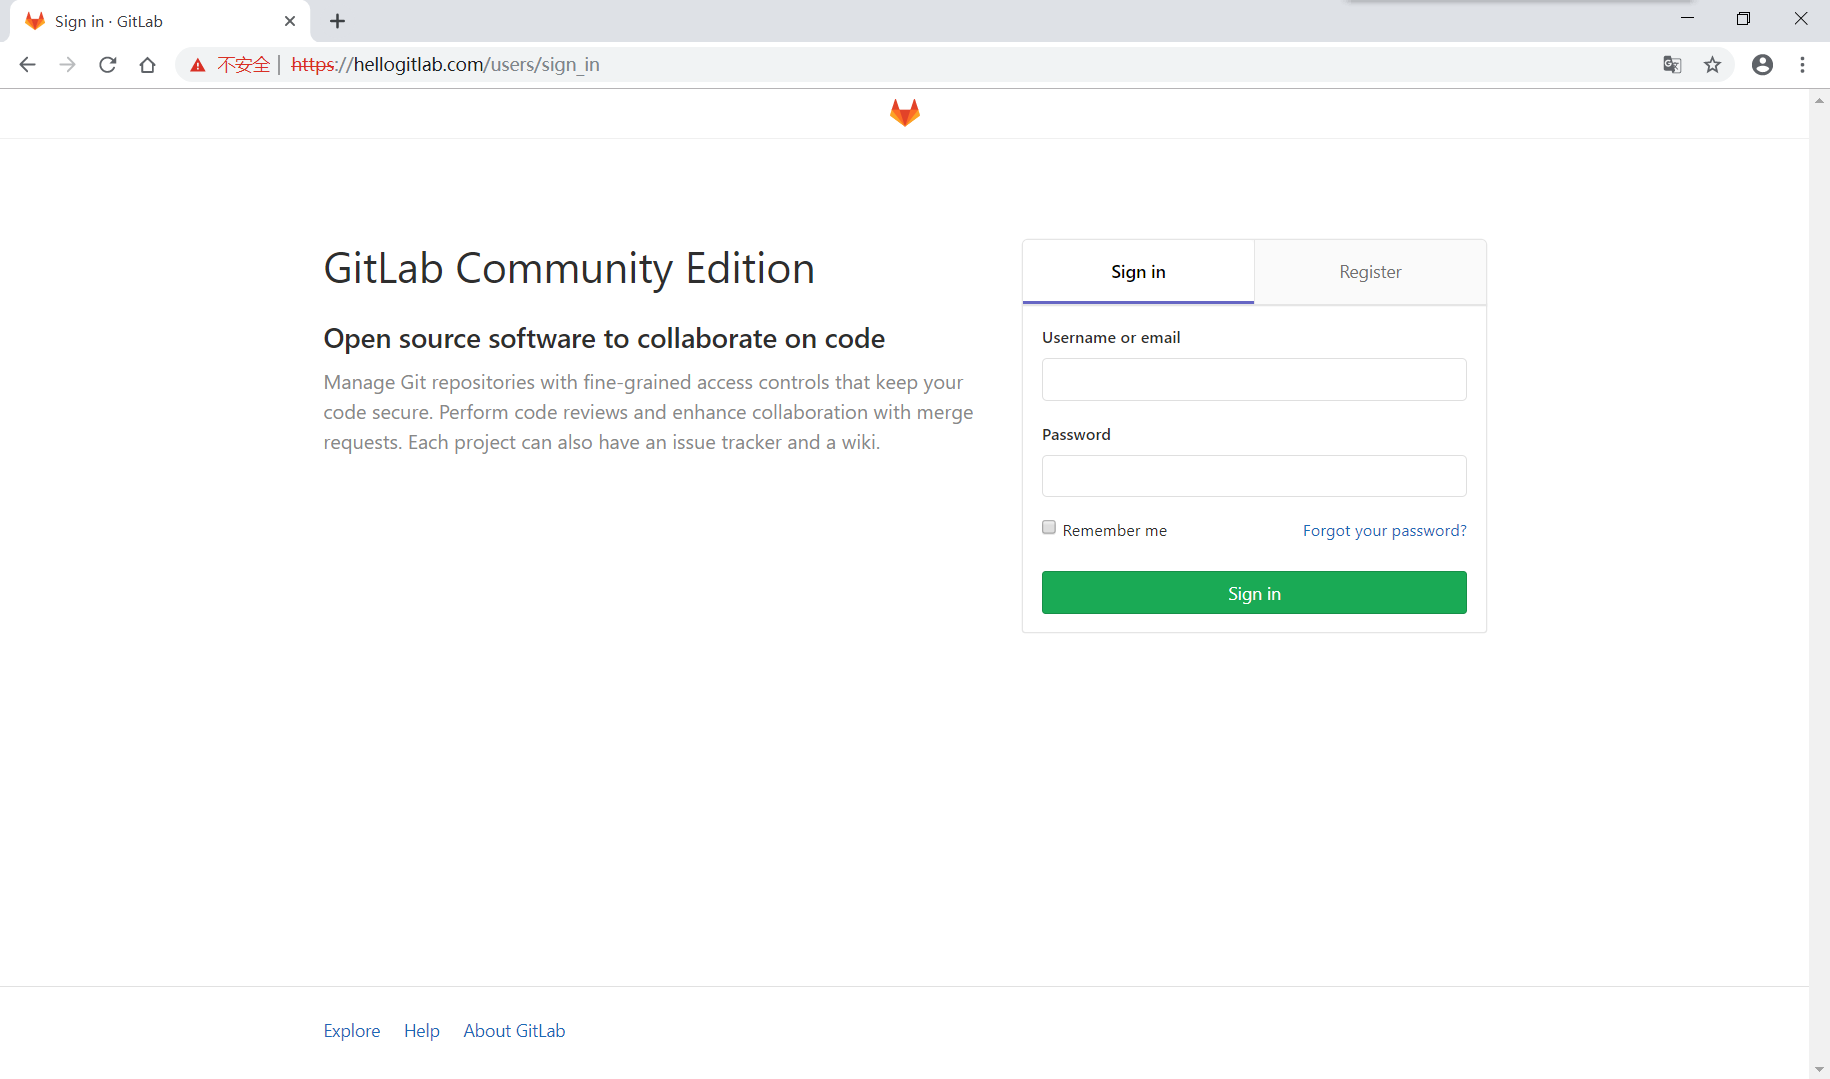 Sign in · GitLab
不安全 | https://hellogitlab.com/users/sign_in
GitLab Community Edition
Open source software to collaborate on code
Manage Git repositories with fine-grained access controls that keep your
code secure. Perform code reviews and enhance collaboration with merge
requests. Each project can also have an issue tracker and a wiki.
Sign in
Register
Username or email
Password
Remember me
Forgot your password?
Sign in
Explore
Help
About GitLab